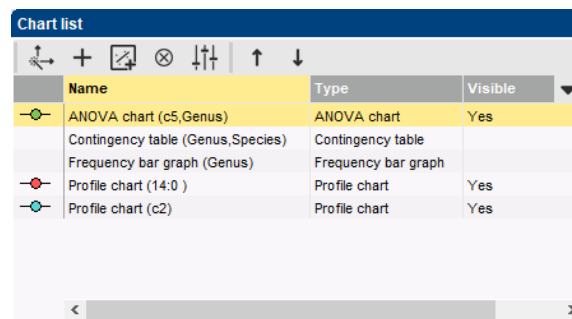 Chart list
Name Type Visible
ANOVA chart (c5,Genus) ANOVA chart Yes
Contingency table (Genus,Species) Contingency table
Frequency bar graph (Genus) Frequency bar graph
Profile chart (14:0 ) Profile chart Yes
Profile chart (c2) Profile chart Yes